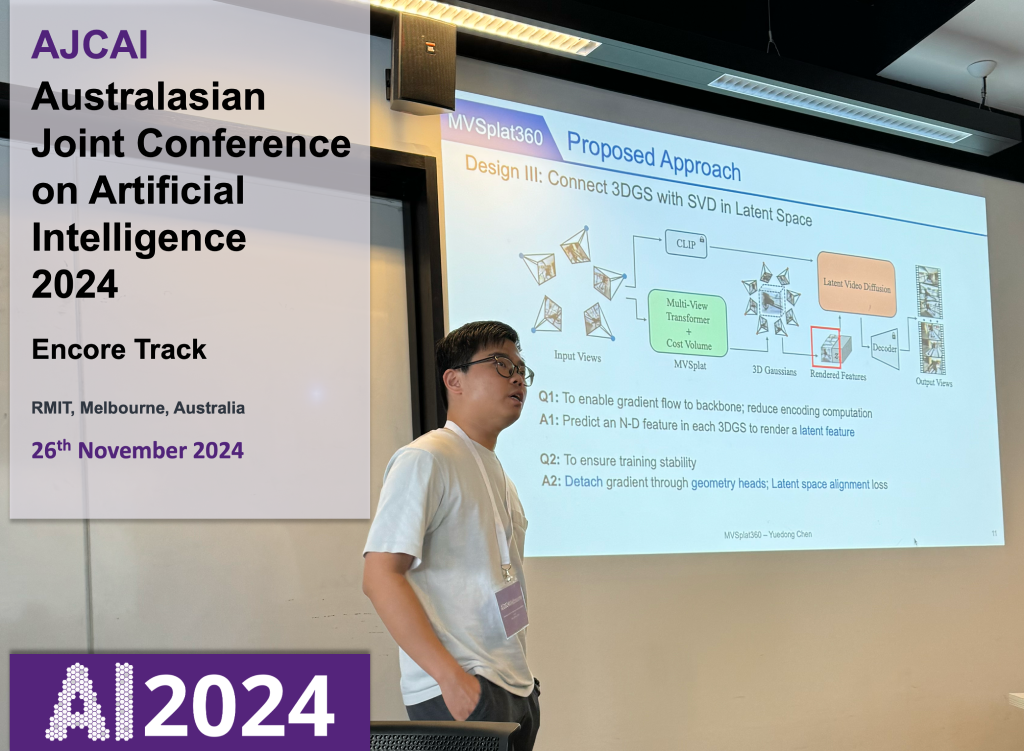 AJCAI
Australasian
Joint Conference
on Artificial
Intelligence
2024
Encore Track
RMIT, Melbourne, Australia
26th November 2024
AI 2024
MVSplat360
Proposed Approach
Design III: Connect 3DGS with SVD in Latent Space
CLIP
Latent Video Diffusion
Multi-View
Transformer
+
Cost Volume
Decoder
Input Views
MVSplat
3D Gaussians
Rendered Features
Output Views
Q1: To enable gradient flow to backbone; reduce encoding computation
A1: Predict an N-D feature in each 3DGS to render a latent feature
Q2: To ensure training stability
A2: Detach gradient through geometry heads; Latent space alignment loss
MVSplat360 – Yuedong Chen
11